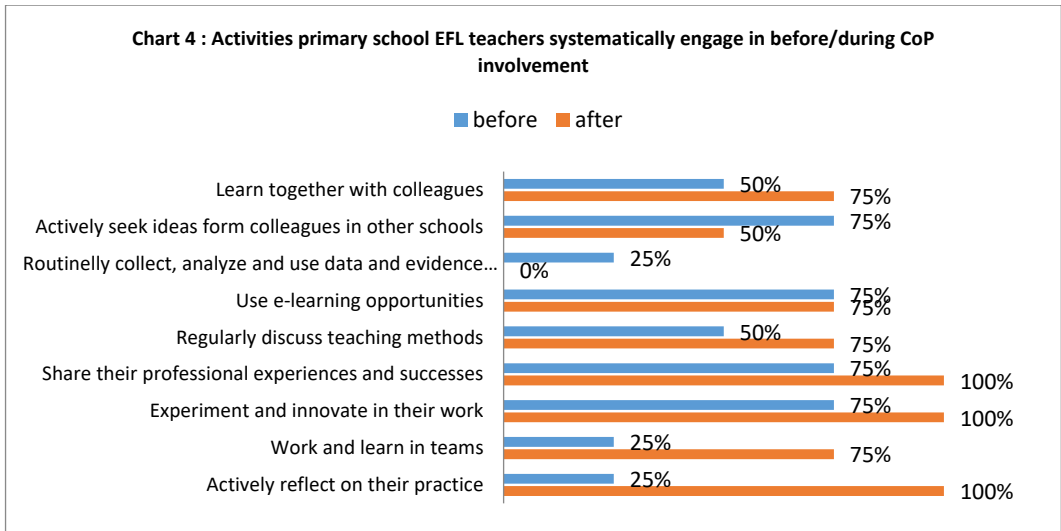 Chart 4 : Activities primary school EFL teachers systematically engage in before/during CoP
involvement
before after
Learn together with colleagues 50%
75%
Actively seek ideas form colleagues in other schools 75%
50%
Routinelly collect, analyze and use data and evidence... 25%
0%
Use e-learning opportunities 75%
75%
Regularly discuss teaching methods 50%
75%
Share their professional experiences and successes 75%
100%
Experiment and innovate in their work 75%
100%
Work and learn in teams 25%
75%
Actively reflect on their practice 25%
100%